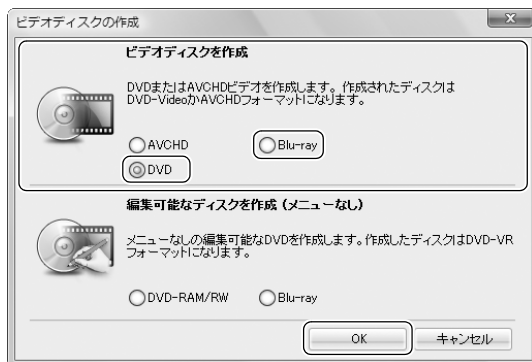 ビデオディスクの作成
ビデオディスクを作成
DVDまたはAVCHDビデオを作成します。作成されたディスクは
DVD-VideoかAVCHDフォーマットになります。
AVCHD
Blu-ray
DVD
編集可能なディスクを作成（メニューなし）
メニューなしの編集可能なDVDを作成します。作成したディスクはDVD-VR
フォーマットになります。
DVD-RAM/RW
Blu-ray
OK
キャンセル